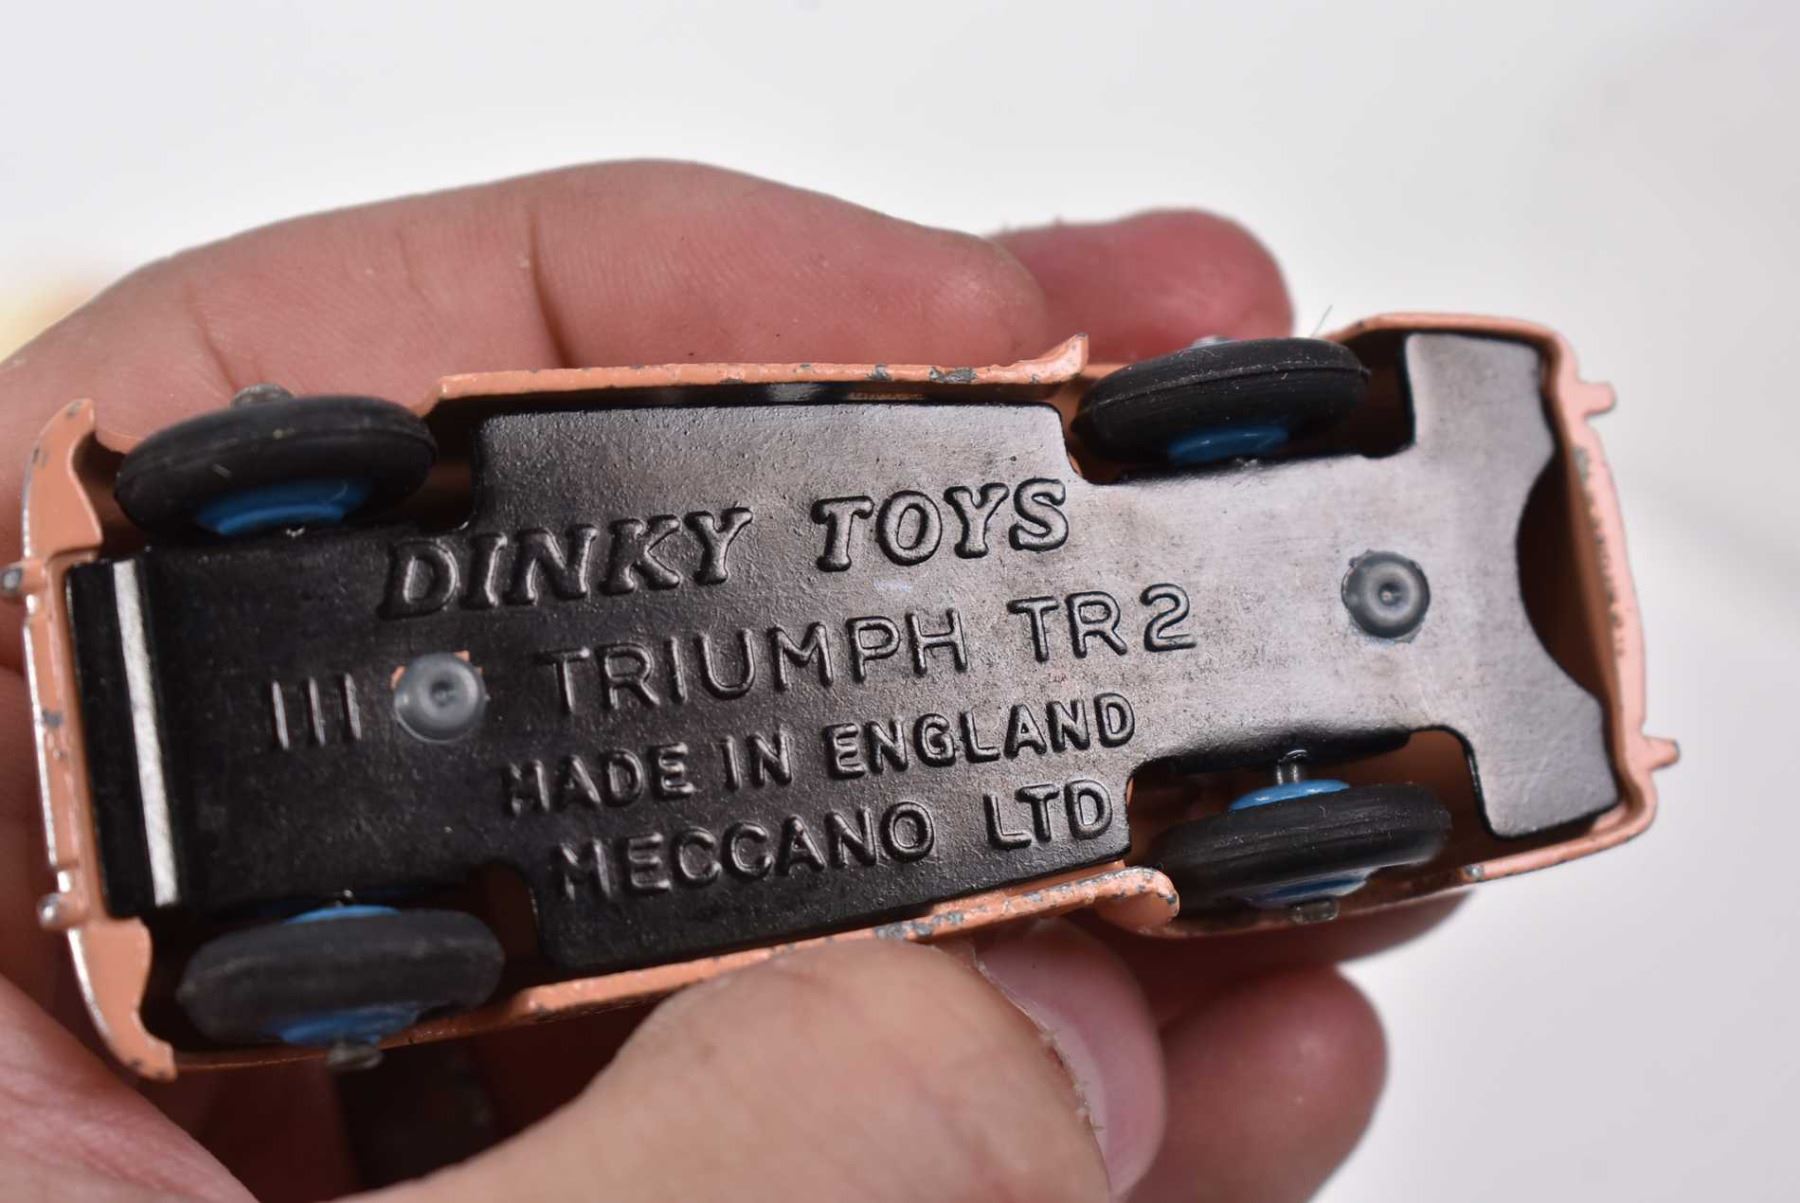 DINKY TOYS
111 TRIUMPH TR2
MADE IN ENGLAND
MECCANO LTD